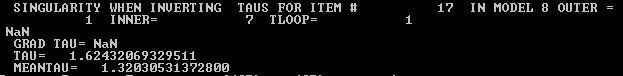 SINGULARITY WHEN INVERTING  TAUS FOR ITEM #          17  IN MODEL 8 OUTER =
          1  INNER=           7  TLOOP=           1
NaN
 GRAD TAU= NaN
 TAU=   1.62432069329511
 MEANTAU=   1.32030531372800